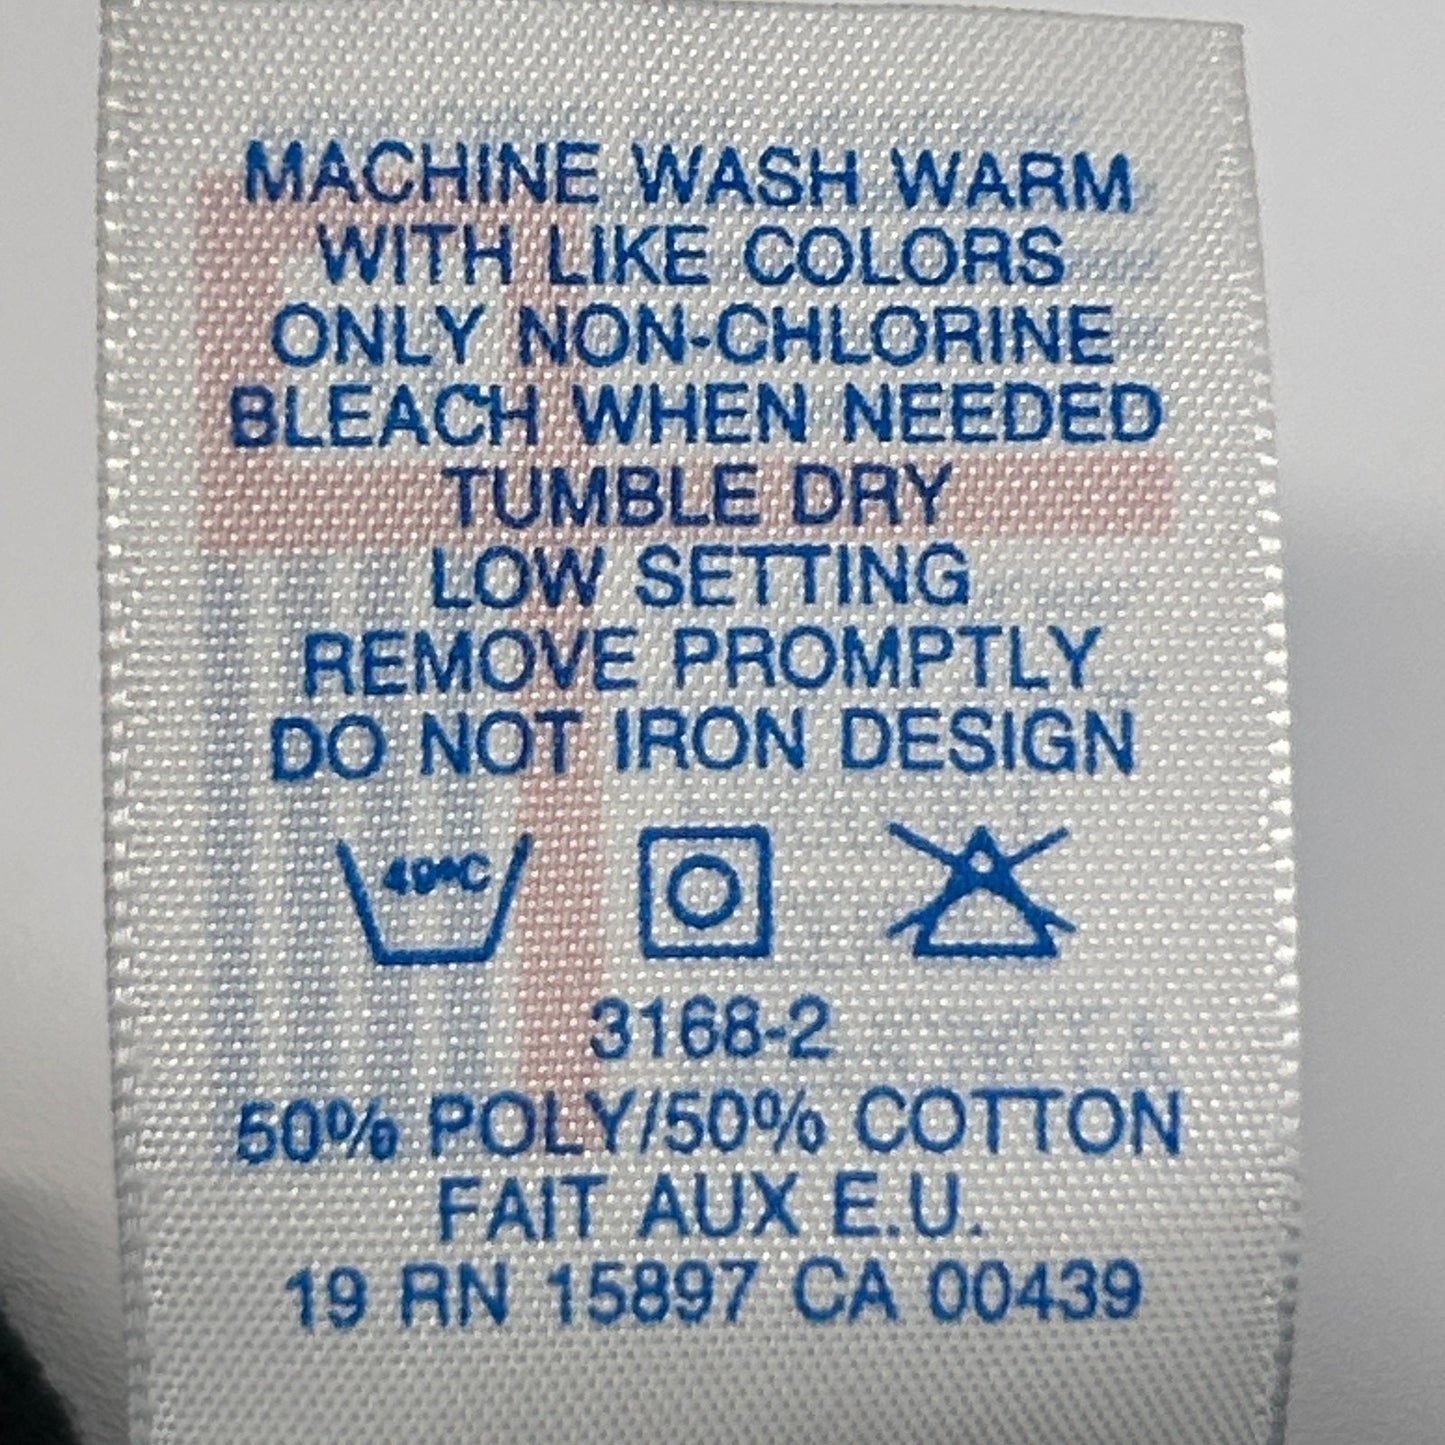 MACHINE WASH WARM
WITH LIKE COLORS
ONLY NON-CHLORINE
BLEACH WHEN NEEDED
TUMBLE DRY
LOW SETTING
REMOVE PROMPTLY
DO NOT IRON DESIGN
40°C
3168-2
50% POLY/50% COTTON
FAIT AUX E.U.
19 RN 15897 CA 00439